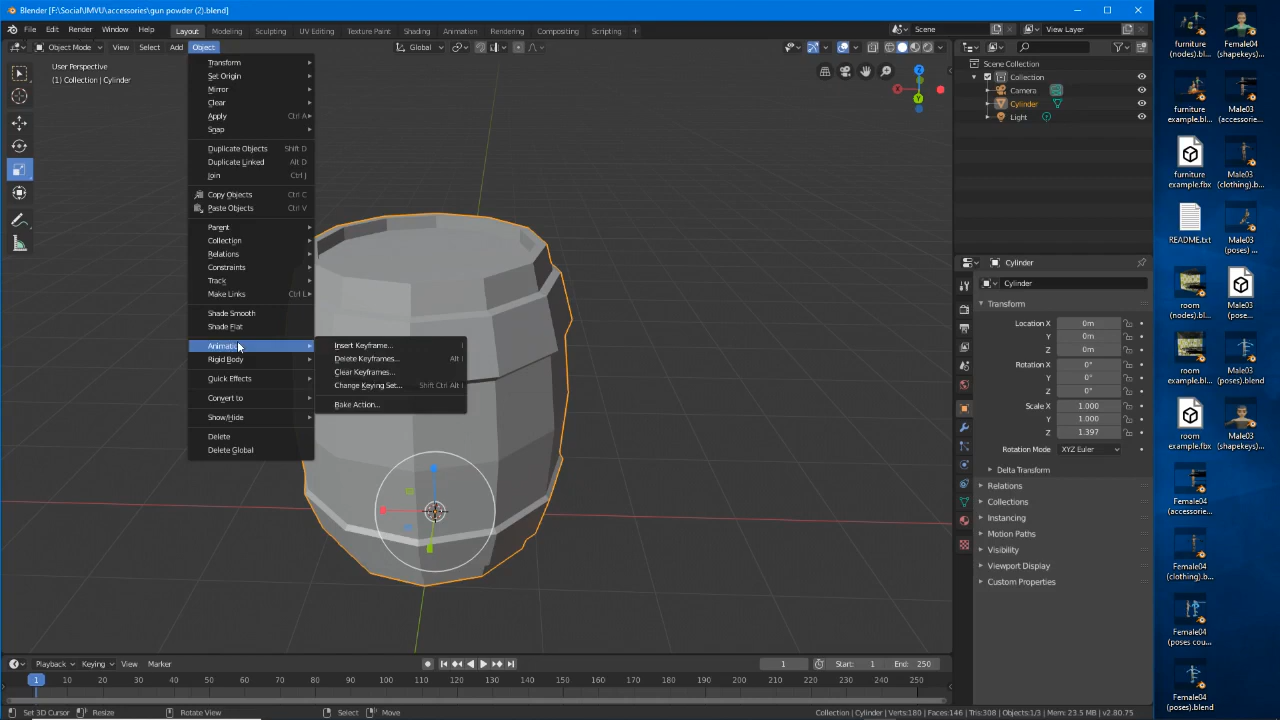 Blender [F:\Social\IMVU\accessories\gun powder (2).blend]
File Edit Render Window Help Layout Modeling Sculpting UV Editing Texture Paint Shading Animation Rendering Compositing Scripting Scene View Layer
Object Mode View Select Add Object Global
User Perspective
(1) Collection | Cylinder
Transform
Set Origin
Mirror
Clear
Apply Ctrl A
Snap
Duplicate Objects Shift D
Duplicate Linked Alt D
Join Ctrl J
Copy Objects Ctrl C
Paste Objects Ctrl V
Parent
Collection
Relations
Constraints
Track
Make Links Ctrl L
Shade Smooth
Shade Flat
Animation
Rigid Body
Quick Effects
Convert to
Show/Hide
Delete
Delete Global
Insert Keyframe... I
Delete Keyframes... Alt I
Clear Keyframes...
Change Keying Set... Shift Ctrl Alt I
Bake Action...
X
Y
Z
Scene Collection
Collection
Camera
Cylinder
Light
Cylinder
Cylinder
Transform
Location X 0m
Y 0m
Z 0m
Rotation X 0°
Y 0°
Z 0°
Scale X 1.000
Y 1.000
Z 1.397
Rotation Mode XYZ Euler
Delta Transform
Relations
Collections
Instancing
Motion Paths
Visibility
Viewport Display
Custom Properties
Playback Keying View Marker 1 Start: 1 End: 250
1 10 20 30 40 50 60 70 80 90 100 110 120 130 140 150 160 170 180 190 200 210 220 230 240 250
Set 3D Cursor Resize Rotate View Select Move Collection | Cylinder | Verts:180 | Faces:146 | Tris:308 | Objects:1/3 | Mem: 23.5 MB | v2.80.75
furniture
(nodes).bl...
Female04
(shapekeys)...
furniture
example.bl...
Male03
(accessorie...
furniture
example.fbx
Male03
(clothing).b...
README.txt
Male03
(poses) ...
room
(nodes).bl...
Male03
(pose)
...
room
example.bl...
Male03
(poses).blend
room
example.fbx
Male03
(shapekeys)...
Female04
(accessorie...
Female04
(clothing).b...
Female04
(poses cou...
Female04
(poses).blend